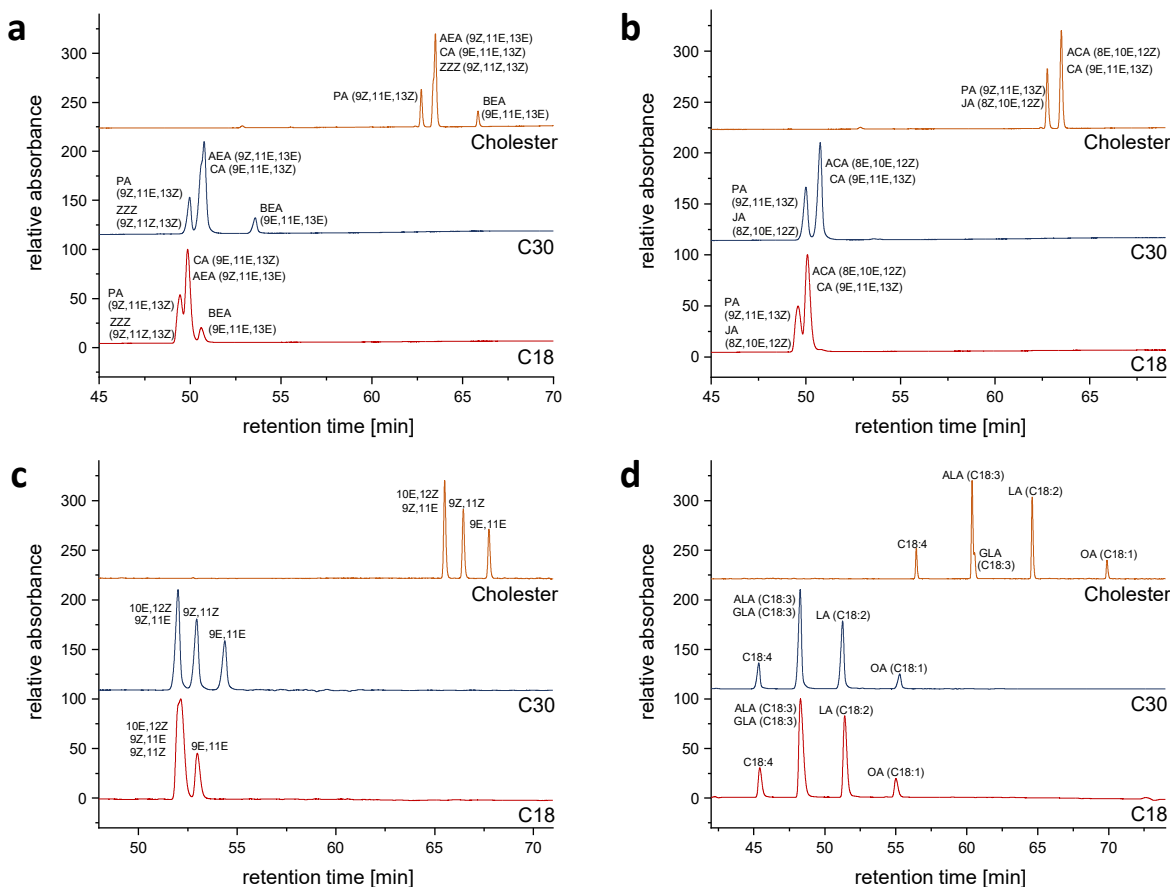 a
relative absorbance
300
250
200
150
100
50
0
AEA (9Z,11E,13E)
CA (9E,11E,13Z)
ZZZ (9Z,11Z,13Z)
PA (9Z,11E,13Z)
BEA
(9E,11E,13E)
Cholester
AEA (9Z,11E,13E)
CA (9E,11E,13Z)
PA
(9Z,11E,13Z)
ZZZ
(9Z,11Z,13Z)
BEA
(9E,11E,13E)
C30
CA (9E,11E,13Z)
AEA (9Z,11E,13E)
PA
(9Z,11E,13Z)
ZZZ
(9Z,11Z,13Z)
BEA
(9E,11E,13E)
C18
45 50 55 60 65 70
retention time [min]
b
relative absorbance
300
250
200
150
100
50
0
ACA (8E,10E,12Z)
CA (9E,11E,13Z)
PA (9Z,11E,13Z)
JA (8Z,10E,12Z)
Cholester
ACA (8E,10E,12Z)
CA (9E,11E,13Z)
PA
(9Z,11E,13Z)
JA
(8Z,10E,12Z)
C30
ACA (8E,10E,12Z)
CA (9E,11E,13Z)
PA
(9Z,11E,13Z)
JA
(8Z,10E,12Z)
C18
45 50 55 60 65
retention time [min]
c
relative absorbance
300
250
200
150
100
50
0
10E,12Z
9Z,11E
9Z,11Z
9E,11E
Cholester
10E,12Z
9Z,11E
9Z,11Z
9E,11E
C30
10E,12Z
9Z,11E
9Z,11Z
9E,11E
C18
50 55 60 65 70
retention time [min]
d
relative absorbance
300
250
200
150
100
50
0
ALA (C18:3)
LA (C18:2)
C18:4
GLA
(C18:3)
OA (C18:1)
Cholester
ALA (C18:3)
GLA (C18:3)
LA (C18:2)
C18:4
OA (C18:1)
C30
ALA (C18:3)
GLA (C18:3)
LA (C18:2)
C18:4
OA (C18:1)
C18
45 50 55 60 65 70
retention time [min]